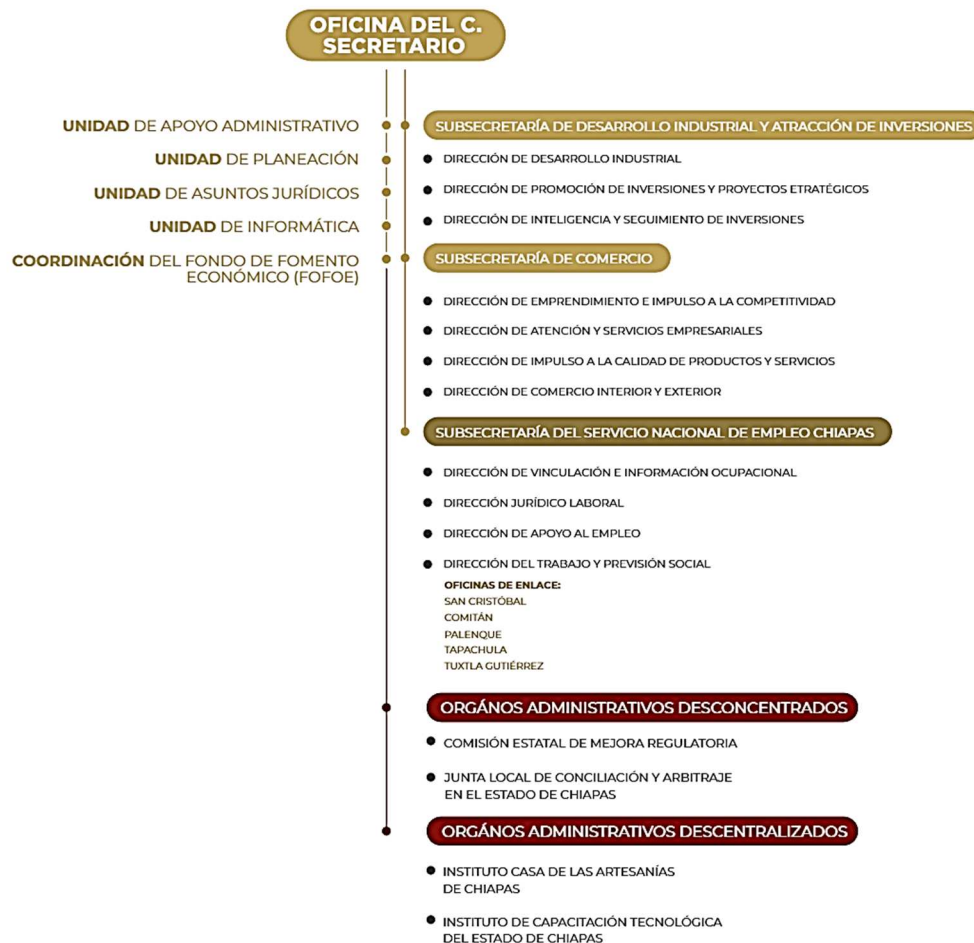 OFICINA DEL C.
SECRETARIO
UNIDAD DE APOYO ADMINISTRATIVO
UNIDAD DE PLANEACIÓN
UNIDAD DE ASUNTOS JURÍDICOS
UNIDAD DE INFORMÁTICA
COORDINACIÓN DEL FONDO DE FOMENTO
ECONÓMICO (FOFOE)
SUBSECRETARÍA DE DESARROLLO INDUSTRIAL Y ATRACCIÓN DE INVERSIONES
DIRECCIÓN DE DESARROLLO INDUSTRIAL
DIRECCIÓN DE PROMOCIÓN DE INVERSIONES Y PROYECTOS ETRATÉGICOS
DIRECCIÓN DE INTELIGENCIA Y SEGUIMIENTO DE INVERSIONES
SUBSECRETARÍA DE COMERCIO
DIRECCIÓN DE EMPRENDIMIENTO E IMPULSO A LA COMPETITIVIDAD
DIRECCIÓN DE ATENCIÓN Y SERVICIOS EMPRESARIALES
DIRECCIÓN DE IMPULSO A LA CALIDAD DE PRODUCTOS Y SERVICIOS
DIRECCIÓN DE COMERCIO INTERIOR Y EXTERIOR
SUBSECRETARÍA DEL SERVICIO NACIONAL DE EMPLEO CHIAPAS
DIRECCIÓN DE VINCULACIÓN E INFORMACIÓN OCUPACIONAL
DIRECCIÓN JURÍDICO LABORAL
DIRECCIÓN DE APOYO AL EMPLEO
DIRECCIÓN DEL TRABAJO Y PREVISIÓN SOCIAL
OFICINAS DE ENLACE:
SAN CRISTÓBAL
COMITÁN
PALENQUE
TAPACHULA
TUXTLA GUTIÉRREZ
ORGÁNOS ADMINISTRATIVOS DESCONCENTRADOS
COMISIÓN ESTATAL DE MEJORA REGULATORIA
JUNTA LOCAL DE CONCILIACIÓN Y ARBITRAJE
EN EL ESTADO DE CHIAPAS
ORGÁNOS ADMINISTRATIVOS DESCENTRALIZADOS
INSTITUTO CASA DE LAS ARTESANÍAS
DE CHIAPAS
INSTITUTO DE CAPACITACIÓN TECNOLÓGICA
DEL ESTADO DE CHIAPAS